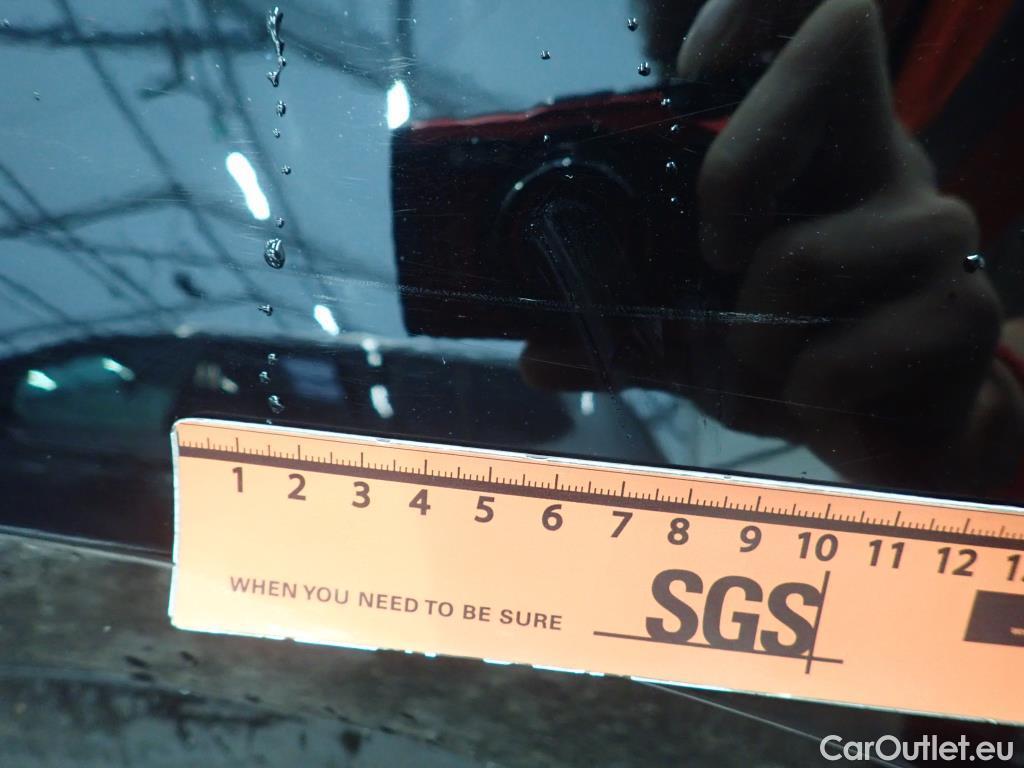 1 2 3 4 5 6 7 8 9 10 11 12
WHEN YOU NEED TO BE SURE
SGS
CarOutlet.eu